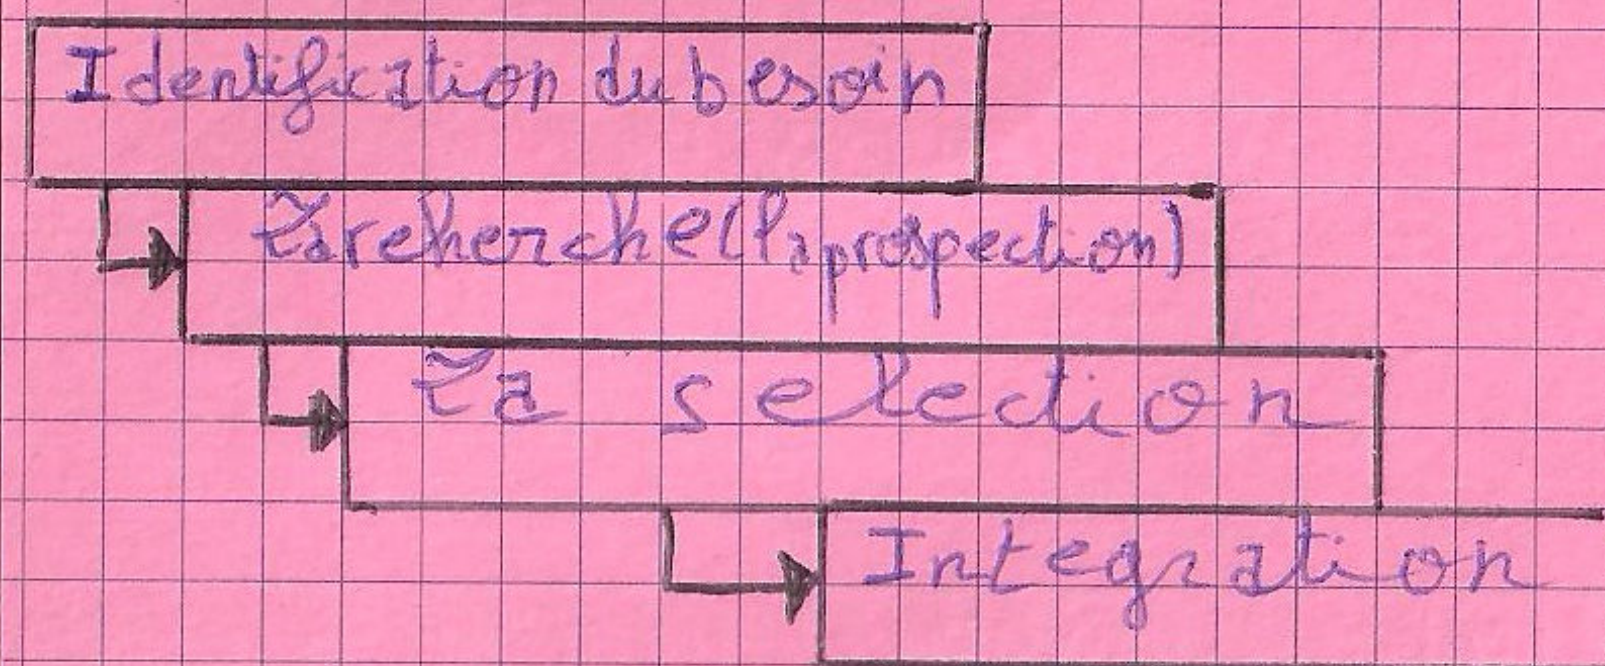 Identification du besoin
La recherche (la prospection)
La selection
Integration